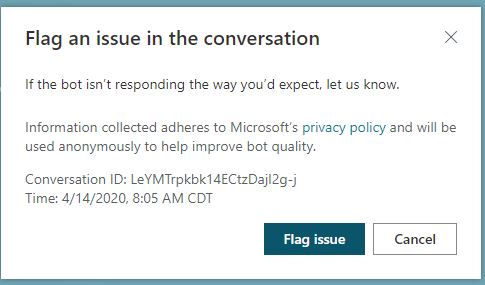 Flag an issue in the conversation
If the bot isn't responding the way you'd expect, let us know.
Information collected adheres to Microsoft's privacy policy and will be
used anonymously to help improve bot quality.
Conversation ID: LeYMTrpkbk14ECtzDajI2g-j
Time: 4/14/2020, 8:05 AM CDT
Flag issue
Cancel